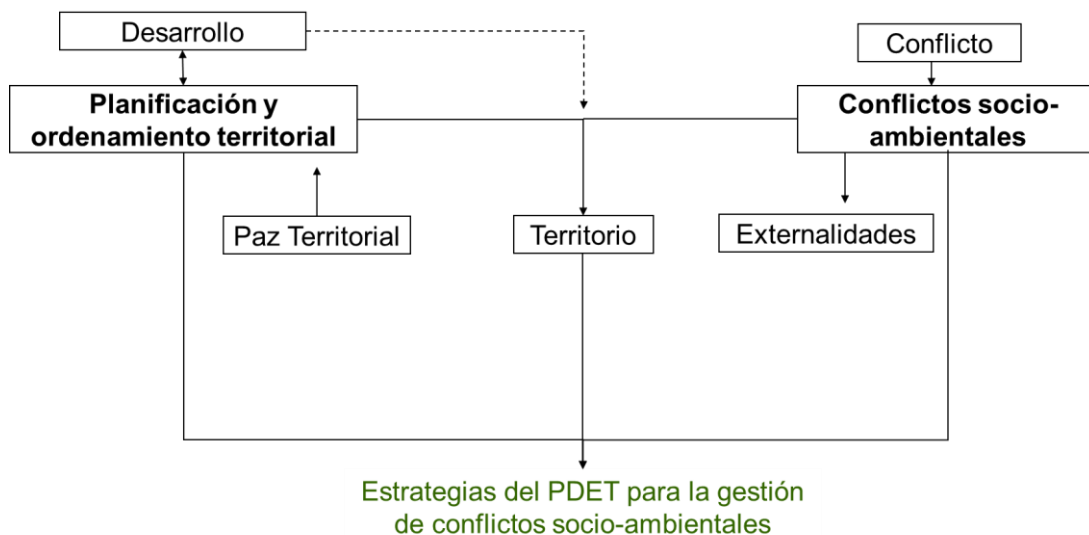 Desarrollo
Conflicto
Planificación y
ordenamiento territorial
Conflictos socio-
ambientales
Paz Territorial
Territorio
Externalidades
Estrategias del PDET para la gestión
de conflictos socio-ambientales